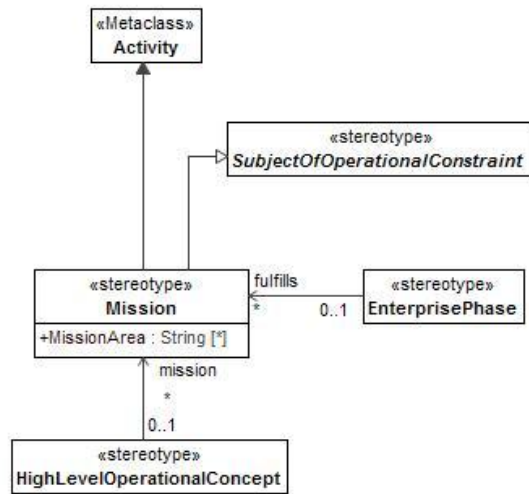 «Metaclass»
Activity
«stereotype»
SubjectOfOperationalConstraint
«stereotype»
Mission
+MissionArea : String [*]
fulfills
*
0..1
«stereotype»
EnterprisePhase
mission
*
0..1
«stereotype»
HighLevelOperationalConcept